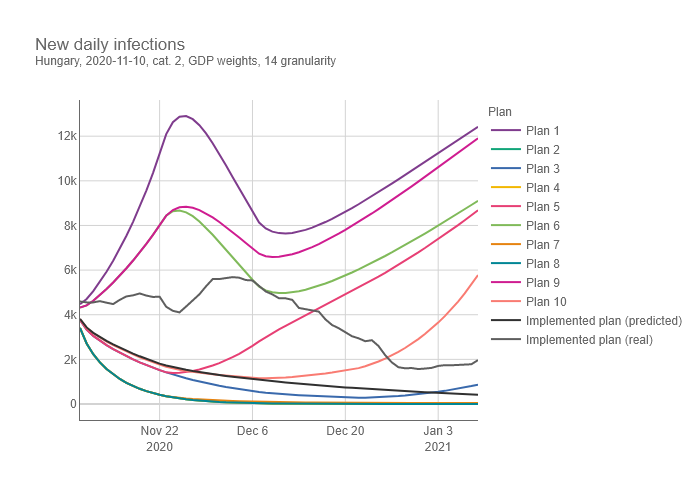 New daily infections
Hungary, 2020-11-10, cat. 2, GDP weights, 14 granularity
Plan
12k
10k
8k
6k
4k
2k
0
Nov 22
2020
Dec 6
Dec 20
Jan 3
2021
Plan 1
Plan 2
Plan 3
Plan 4
Plan 5
Plan 6
Plan 7
Plan 8
Plan 9
Plan 10
Implemented plan (predicted)
Implemented plan (real)